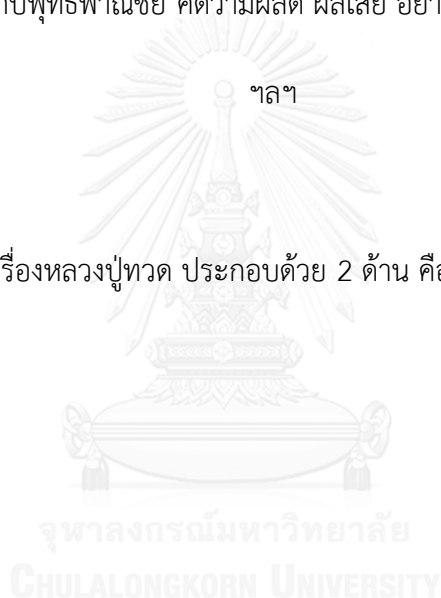 บพุทธพาณิชย์ คิดว่ามีผลดี ผลเสีย อย่า
ฯลฯ
รื่องหลวงปู่ทวด ประกอบด้วย 2 ด้าน คือ
จุฬาลงกรณ์มหาวิทยาลัย
CHULALONGKORN UNIVERSITY